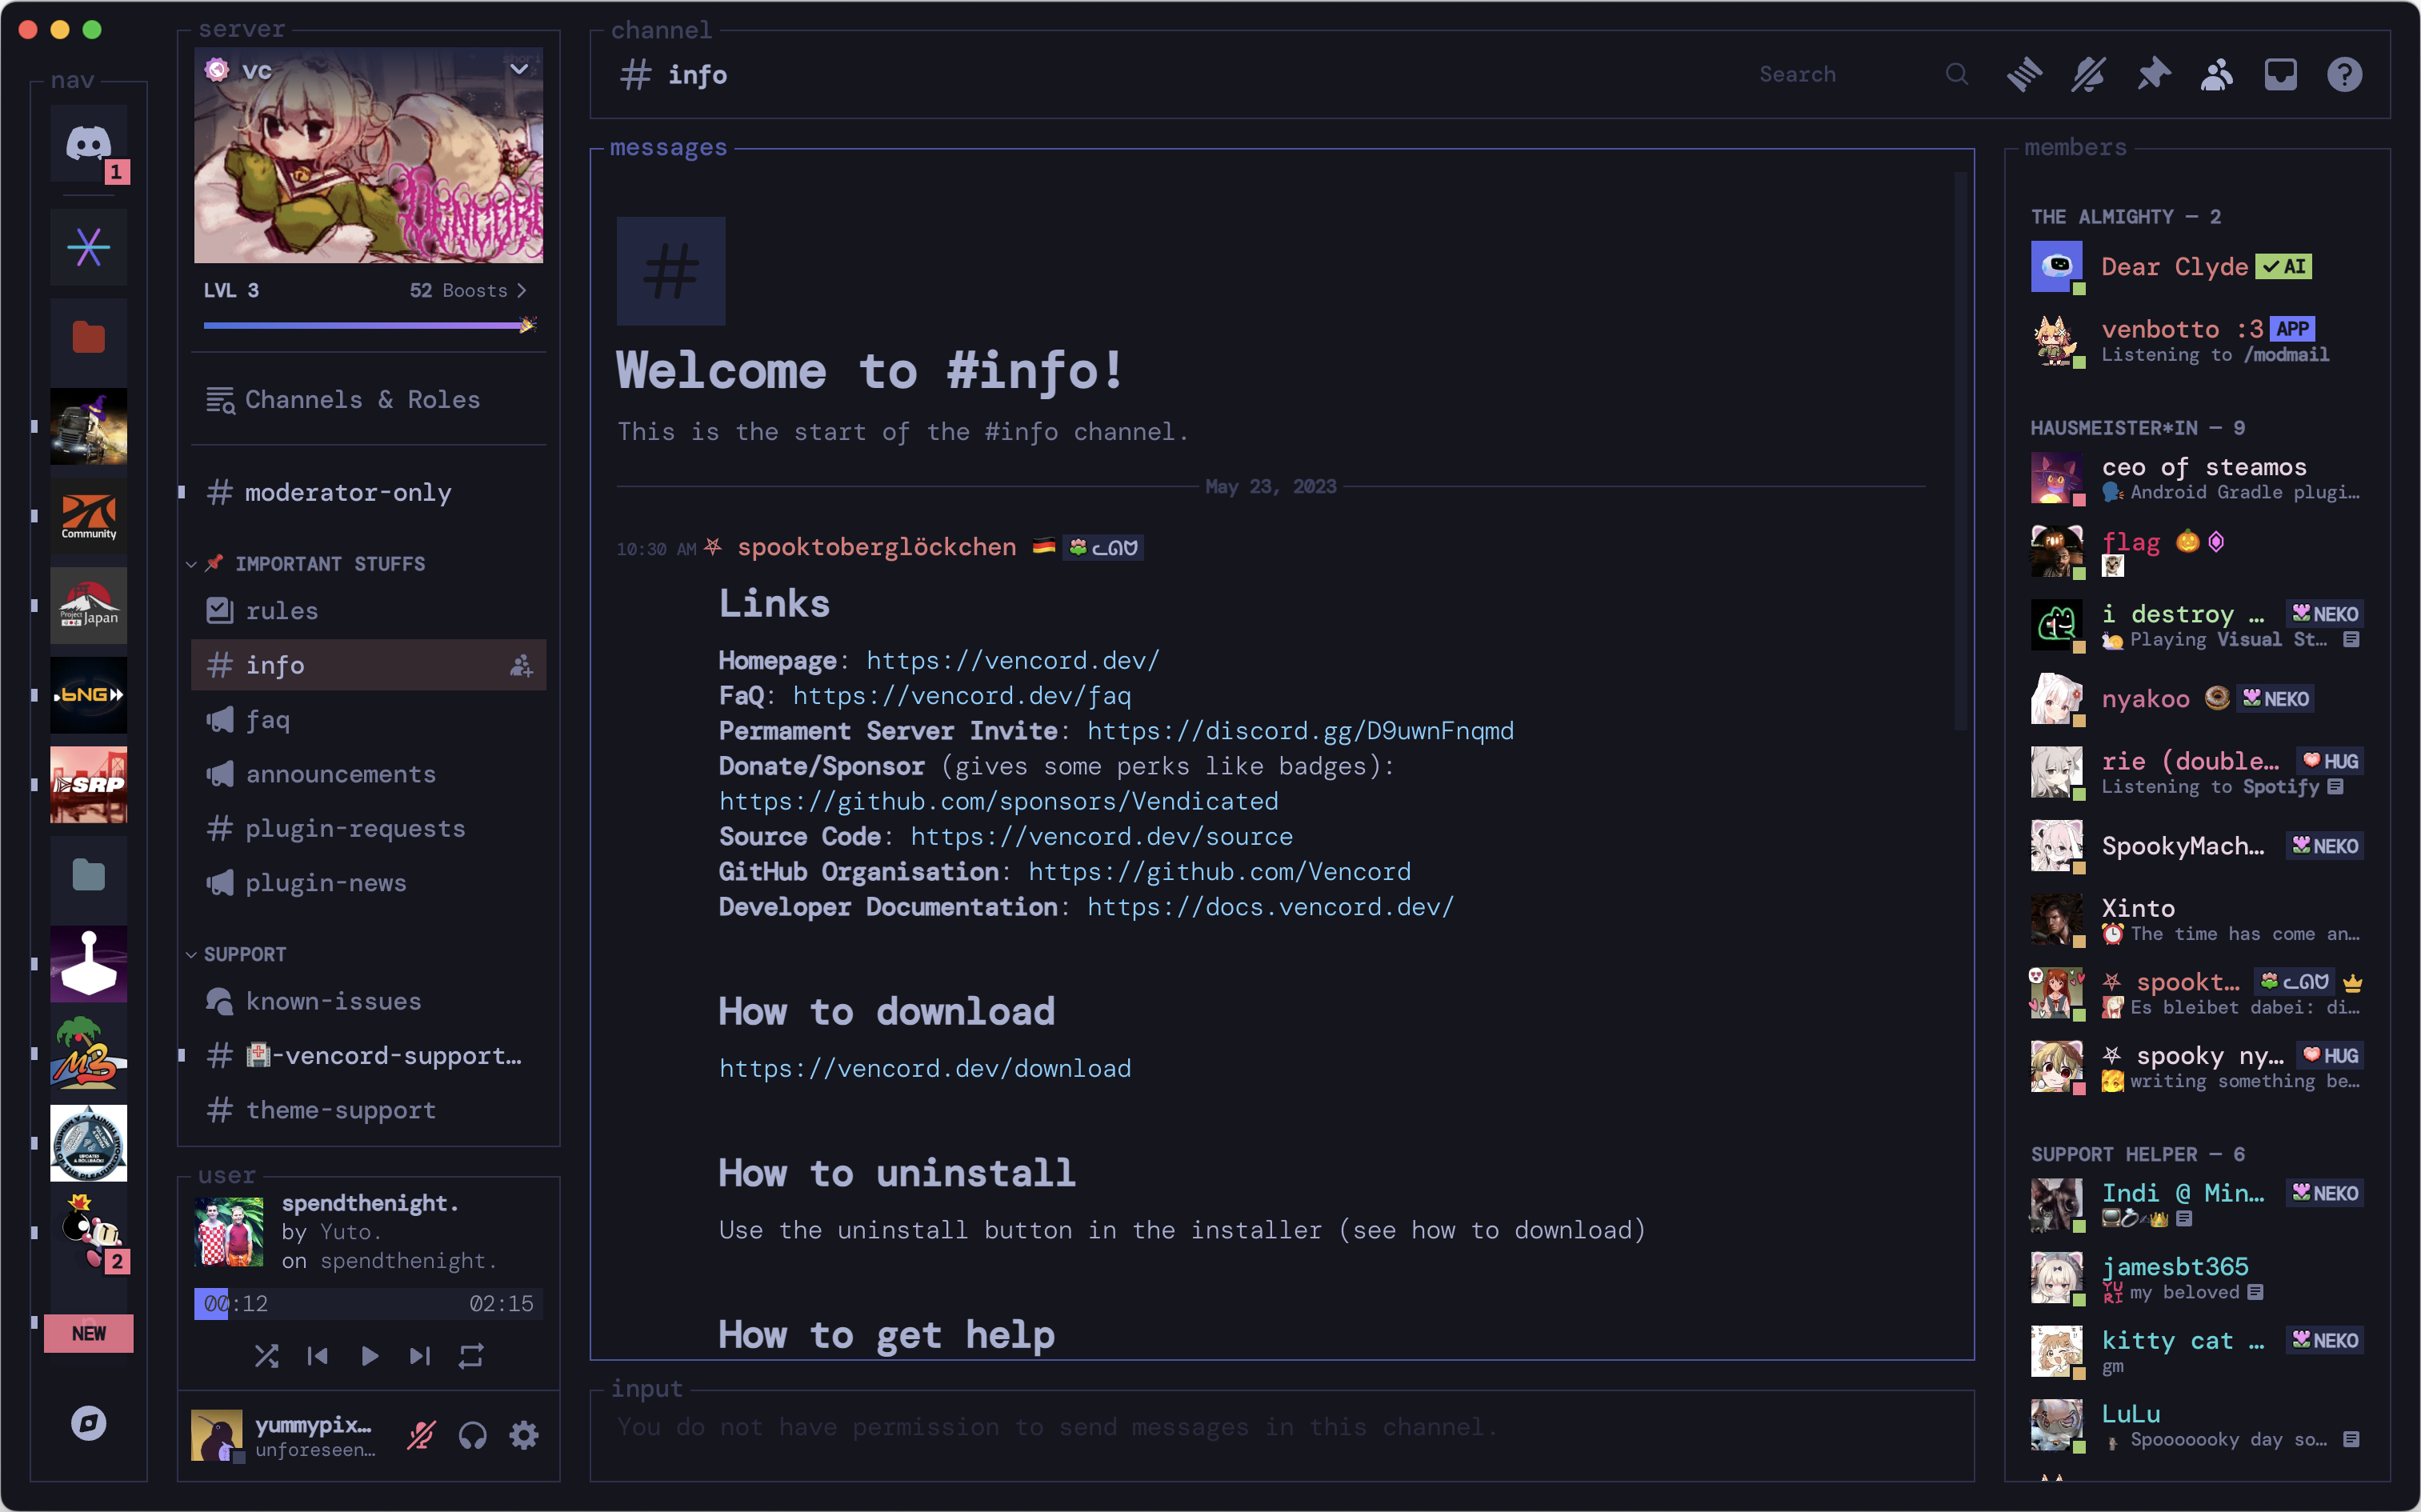 nav
1
Community
Project Japan
bNG
SRP
2
NEW
server
vc
VENCORD
LVL 3
52 Boosts
Channels & Roles
moderator-only
IMPORTANT STUFFS
rules
info
faq
announcements
plugin-requests
plugin-news
SUPPORT
known-issues
-vencord-support…
theme-support
user
spendthenight.
by Yuto.
on spendthenight.
00:12
02:15
yummypix…
unforeseen…
channel
info
Search
messages
Welcome to #info!
This is the start of the #info channel.
May 23, 2023
10:30 AM spooktoberglöckchen
Links
Homepage: https://vencord.dev/
FaQ: https://vencord.dev/faq
Permament Server Invite: https://discord.gg/D9uwnFnqmd
Donate/Sponsor (gives some perks like badges):
https://github.com/sponsors/Vendicated
Source Code: https://vencord.dev/source
GitHub Organisation: https://github.com/Vencord
Developer Documentation: https://docs.vencord.dev/
How to download
https://vencord.dev/download
How to uninstall
Use the uninstall button in the installer (see how to download)
How to get help
input
You do not have permission to send messages in this channel.
members
THE ALMIGHTY — 2
Dear Clyde AI
venbotto :3 APP
Listening to /modmail
HAUSMEISTER*IN — 9
ceo of steamos
Android Gradle plugi…
flag
i destroy … NEKO
Playing Visual St…
nyakoo NEKO
rie (double… HUG
Listening to Spotify
SpookyMach… NEKO
Xinto
The time has come an…
spookt…
Es bleibet dabei: di…
spooky ny… HUG
writing something be…
SUPPORT HELPER — 6
Indi @ Min… NEKO
jamesbt365
YURI my beloved
kitty cat … NEKO
gm
LuLu
Spooooooky day so…